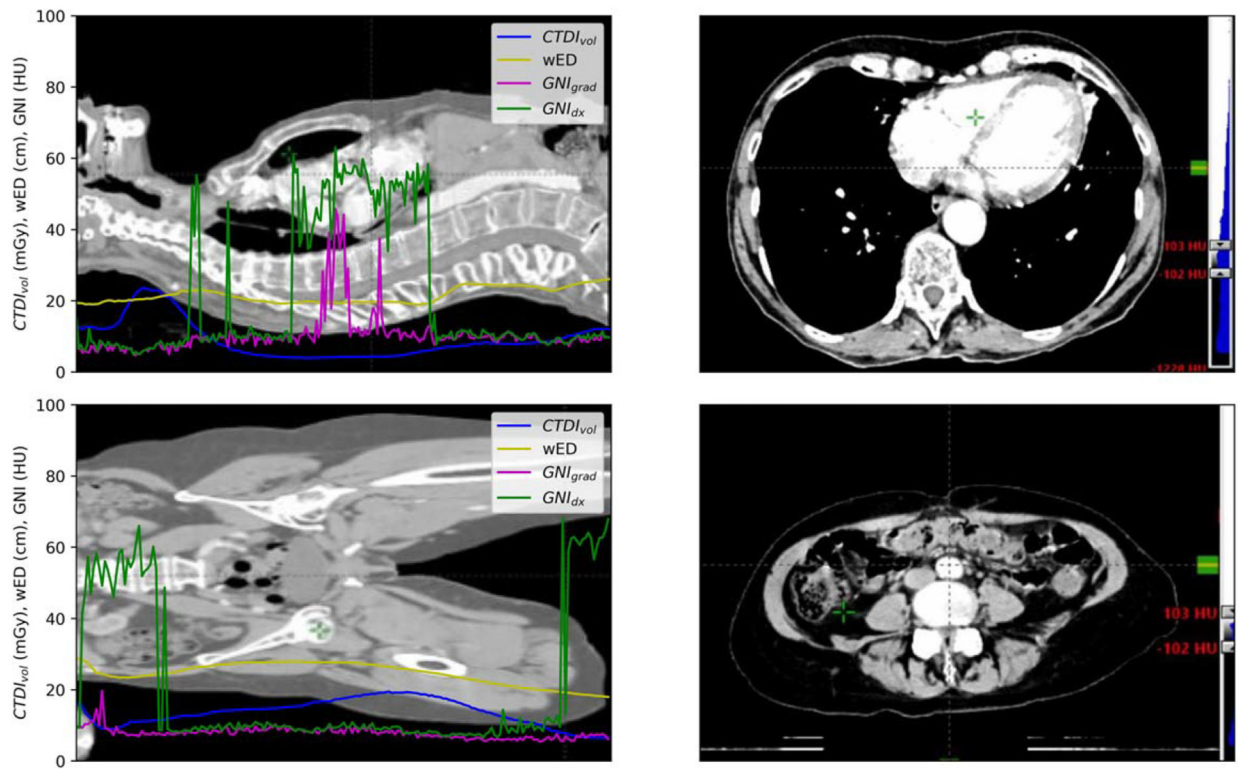 CTDIvol (mGy), wED (cm), GNI (HU)
100
80
60
40
20
0
CTDIvol
wED
GNIgrad
GNIdx
103 HU
-102 HU
-1220 HU
CTDIvol (mGy), wED (cm), GNI (HU)
100
80
60
40
20
0
CTDIvol
wED
GNIgrad
GNIdx
103 HU
-102 HU